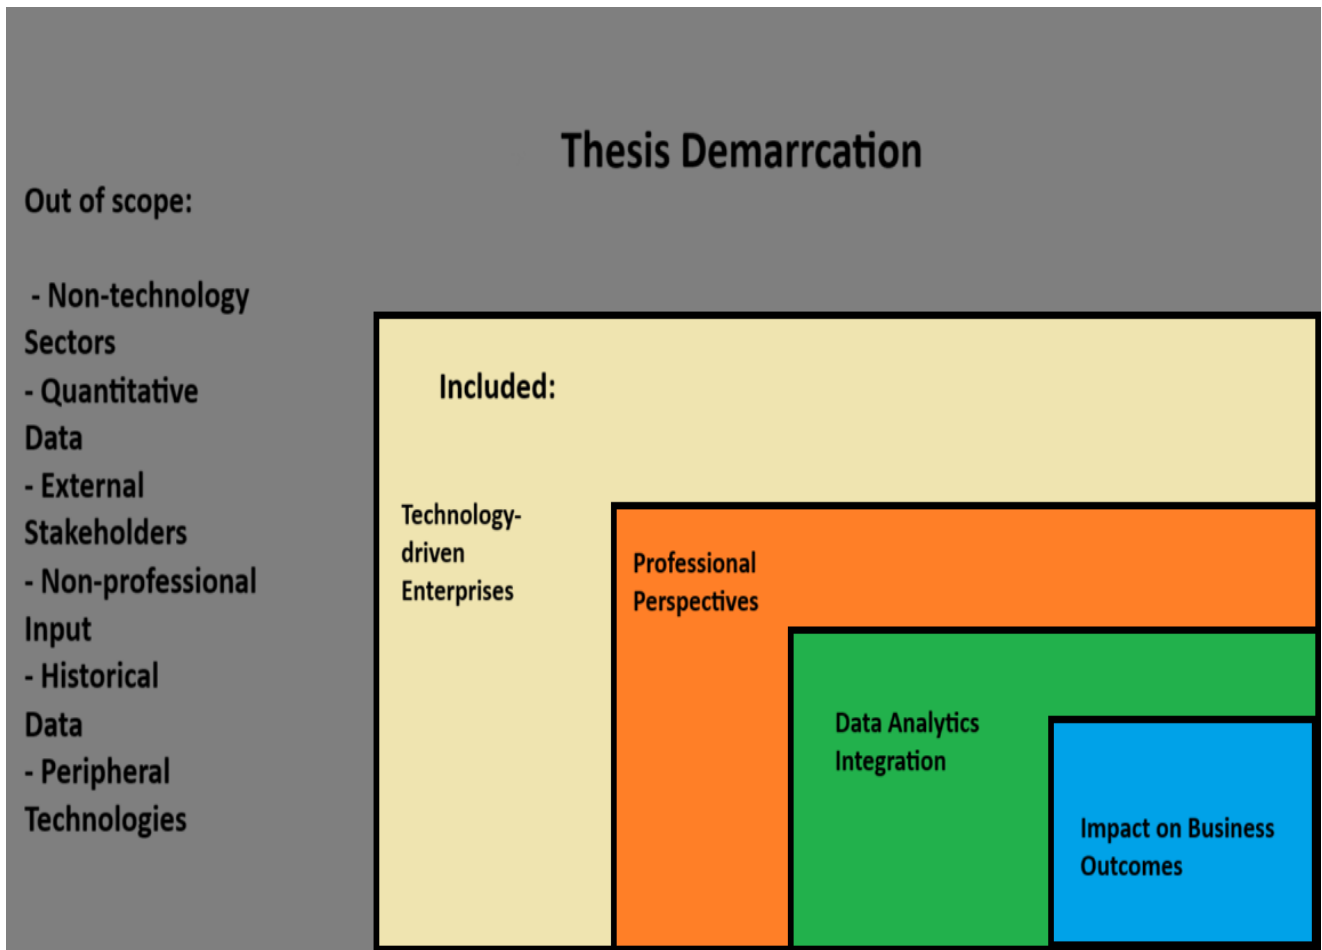 Thesis Demarrcation
Out of scope:
- Non-technology
Sectors
- Quantitative
Data
- External
Stakeholders
- Non-professional
Input
- Historical
Data
- Peripheral
Technologies
Included:
Technology-
driven
Enterprises
Professional
Perspectives
Data Analytics
Integration
Impact on Business
Outcomes